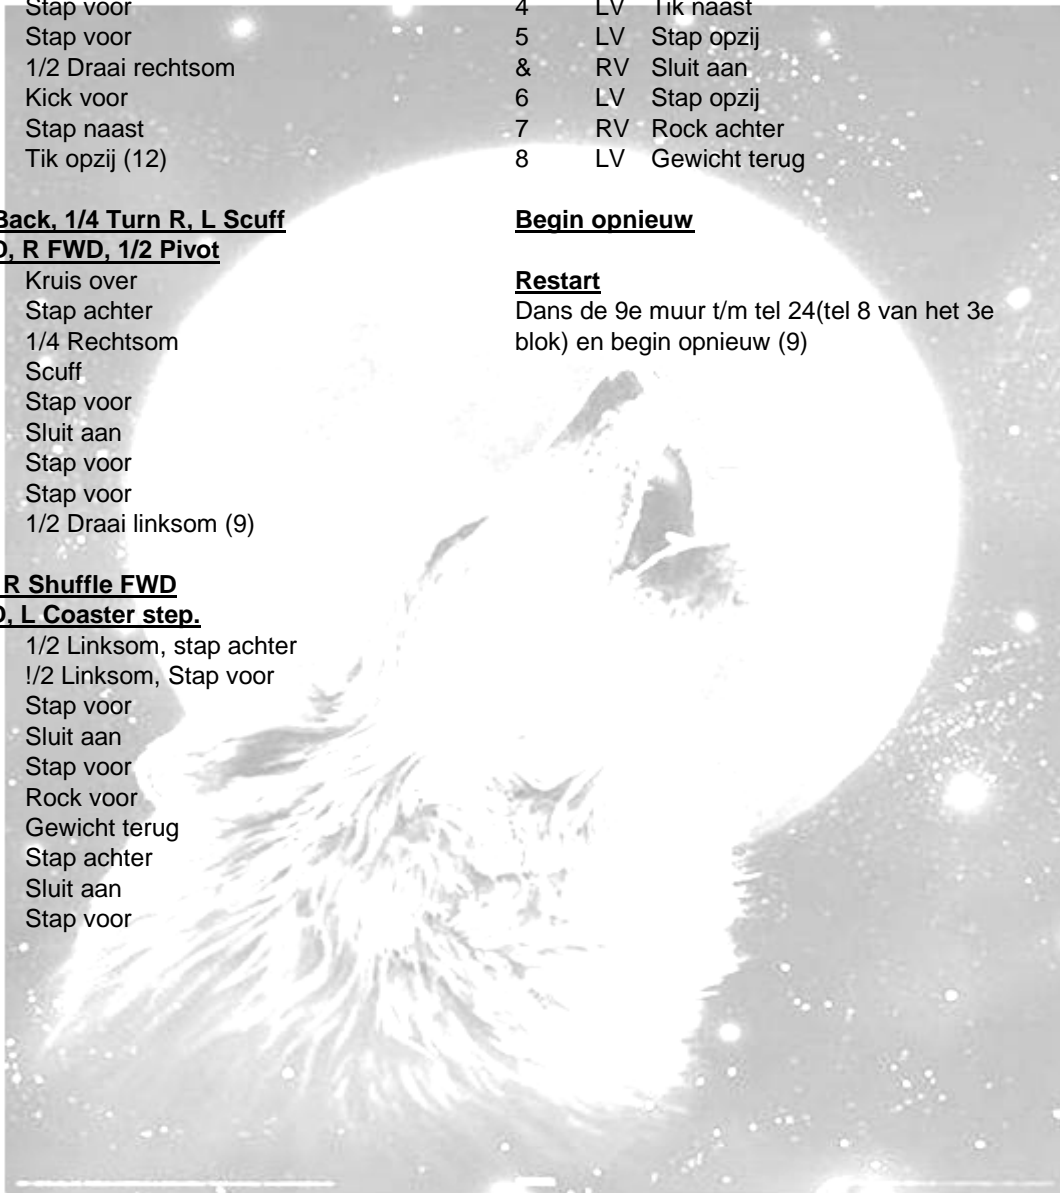 Stap voor
Stap voor
1/2 Draai rechtsom
Kick voor
Stap naast
Tik opzij (12)
Back, 1/4 Turn R, L Scuff
R FWD, 1/2 Pivot
Kruis over
Stap achter
1/4 Rechtsom
Scuff
Stap voor
Sluit aan
Stap voor
Stap voor
1/2 Draai linksom (9)
R Shuffle FWD
, L Coaster step.
1/2 Linksom, stap achter
!/2 Linksom, Stap voor
Stap voor
Sluit aan
Stap voor
Rock voor
Gewicht terug
Stap achter
Sluit aan
Stap voor
4 LV Tik naast
5 LV Stap opzij
& RV Sluit aan
6 LV Stap opzij
7 RV Rock achter
8 LV Gewicht terug
Begin opnieuw
Restart
Dans de 9e muur t/m tel 24(tel 8 van het 3e
blok) en begin opnieuw (9)